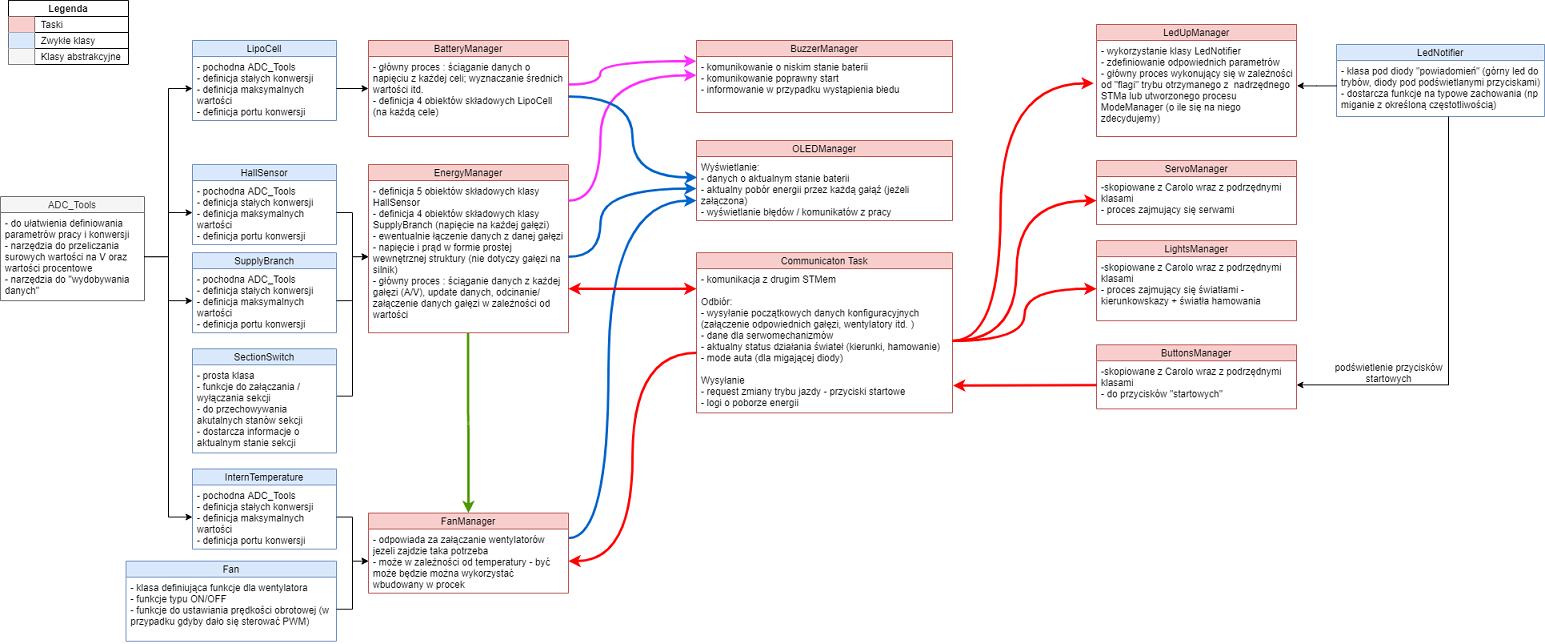 Legenda
Taski
Zwykłe klasy
Klasy abstrakcyjne
ADC_Tools
- do ułatwienia definiowania
parametrów pracy i konwersji
- narzędzia do przeliczania
surowych wartości na V oraz
wartości procentowe
- narzędzia do "wydobywania
danych"
LipoCell
- pochodna ADC_Tools
- definicja stałych konwersji
- definicja maksymalnych
wartości
- definicja portu konwersji
HallSensor
- pochodna ADC_Tools
- definicja stałych konwersji
- definicja maksymalnych
wartości
- definicja portu konwersji
SupplyBranch
- pochodna ADC_Tools
- definicja stałych konwersji
- definicja maksymalnych
wartości
- definicja portu konwersji
SectionSwitch
- prosta klasa
- funkcje do załączania /
wyłączania sekcji
- do przechowywania
akutalnych stanów sekcji
- dostarcza informacje o
aktualnym stanie sekcji
InternTemperature
- pochodna ADC_Tools
- definicja stałych konwersji
- definicja maksymalnych
wartości
- definicja portu konwersji
Fan
- klasa definiująca funkcje dla wentylatora
- funkcje typu ON/OFF
- funkcje do ustawiania prędkości obrotowej (w
przypadku gdyby dało się sterować PWM)
BatteryManager
- główny proces : ściąganie danych o
napięciu z każdej celi; wyznaczanie średnich
wartości itd.
- definicja 4 obiektów składowych LipoCell
(na każdą cele)
EnergyManager
- definicja 5 obiektów składowych klasy
HallSensor
- definicja 4 obiektów składowych klasy
SupplyBranch (napięcie na każdej gałęzi)
- ewentualnie łączenie danych z danej gałęzi
- napięcie i prąd w formie prostej
wewnętrznej struktury (nie dotyczy gałęzi na
silnik)
- główny proces : ściąganie danych z każdej
gałęzi (A/V), update danych, odcinanie/
załączenie danych gałęzi w zależności od
wartości
FanManager
- odpowiada za załączanie wentylatorów
jezeli zajdzie taka potrzeba
- może w zależności od temperatury - być
może będzie można wykorzystać
wbudowany w procek
BuzzerManager
- komunikowanie o niskim stanie baterii
- komunikowanie poprawny start
- informowanie w przypadku wystąpienia błedu
OLEDManager
Wyświetlanie:
- danych o aktualnym stanie baterii
- aktualny pobór energii przez każdą gałąź (jeżeli
załączona)
- wyświetlanie błędów / komunikatów z pracy
Communicaton Task
- komunikacja z drugim STMem
Odbiór:
- wysyłanie początkowych danych konfiguracyjnych
(załączenie odpowiednich gałęzi, wentylatory itd. )
- dane dla serwomechanizmów
- aktualny status działania świateł (kierunki, hamowanie)
- mode auta (dla migającej diody)
Wysyłanie
- request zmiany trybu jazdy - przyciski startowe
- logi o poborze energii
LedUpManager
- wykorzystanie klasy LedNotifier
- zdefiniowanie odpowiednich parametrów
- główny proces wykonujący się w zależności
od "flagi" trybu otrzymanego z nadrzędnego
STMa lub utworzonego procesu
ModeManager (o ile się na niego
zdecydujemy)
ServoManager
-skopiowane z Carolo wraz z podrzędnymi
klasami
- proces zajmujący się serwami
LightsManager
-skopiowane z Carolo wraz z podrzędnymi
klasami
- proces zajmujący się światłami -
kierunkowskazy + światła hamowania
ButtonsManager
-skopiowane z Carolo wraz z podrzędnymi
klasami
- do przycisków "startowych"
LedNotifier
- klasa pod diody "powiadomień" (górny led do
trybów, diody pod podświetlanymi przyciskami)
- dostarcza funkcje na typowe zachowania (np
miganie z określoną częstotliwością)
podświetlenie przycisków
startowych